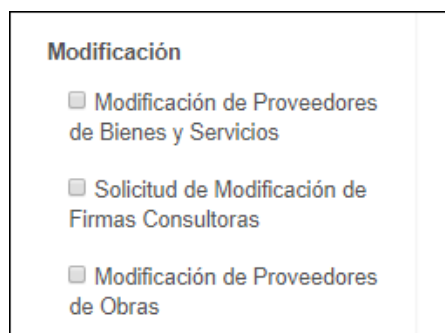 Modificación
Modificación de Proveedores
de Bienes y Servicios
Solicitud de Modificación de
Firmas Consultoras
Modificación de Proveedores
de Obras